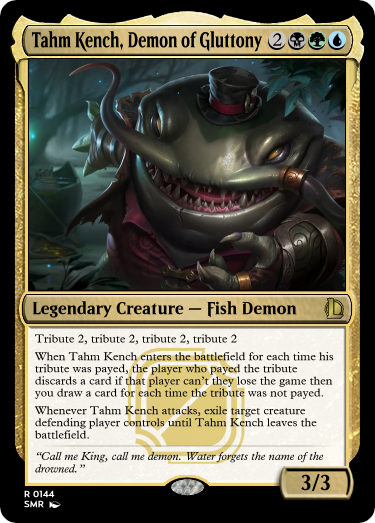 Tahm Kench, Demon of Gluttony 2
Legendary Creature — Fish Demon
Tribute 2, tribute 2, tribute 2, tribute 2
When Tahm Kench enters the battlefield for each time his
tribute was payed, the player who payed the tribute
discards a card if that player can't they lose the game then
you draw a card for each time the tribute was not payed.
Whenever Tahm Kench attacks, exile target creature
defending player controls until Tahm Kench leaves the
battlefield.
"Call me King, call me demon. Water forgets the name of the
drowned."
3/3
R 0144
SMR